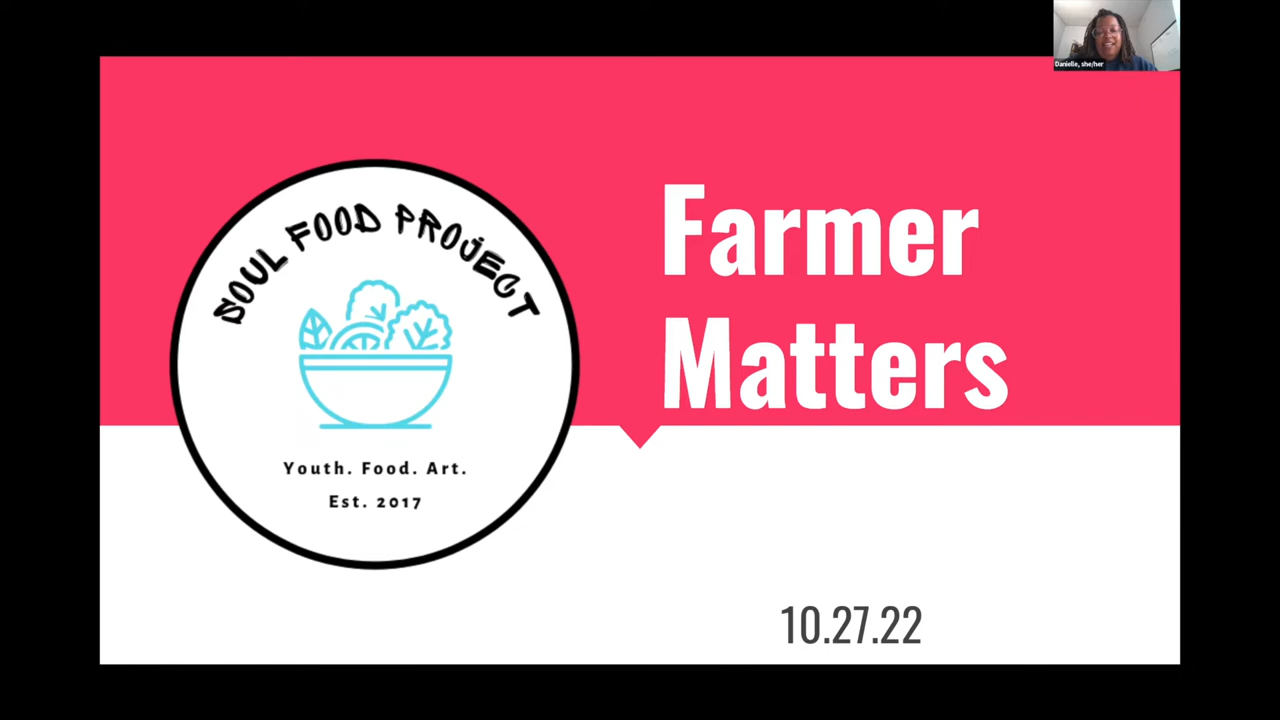 Danielle, she/her
SOUL FOOD PROJECT
Farmer
Matters
Youth. Food. Art.
Est. 2017
10.27.22